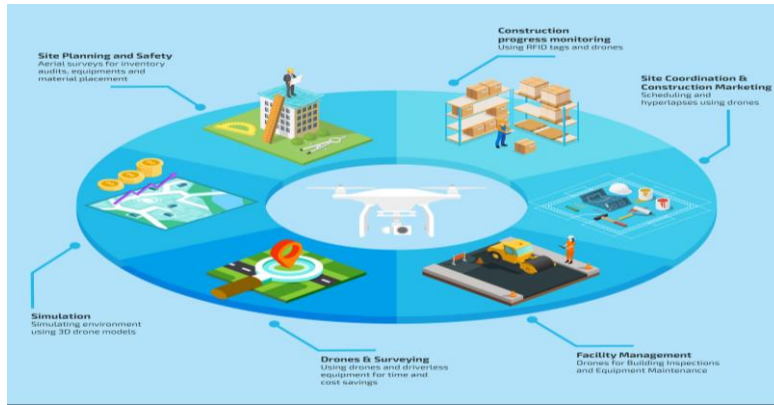 Construction
progress monitoring
Using RFID tags and drones
Site Planning and Safety
Aerial surveys for inventory
audits, equipments and
material placement
Site Coordination &
Construction Marketing
Scheduling and
hyperlapses using drones
Simulation
Simulating environment
using 3D drone models
Drones & Surveying
Using drones and driverless
equipment for time and
cost savings
Facility Management
Drones for Building Inspections
and Equipment Maintenance